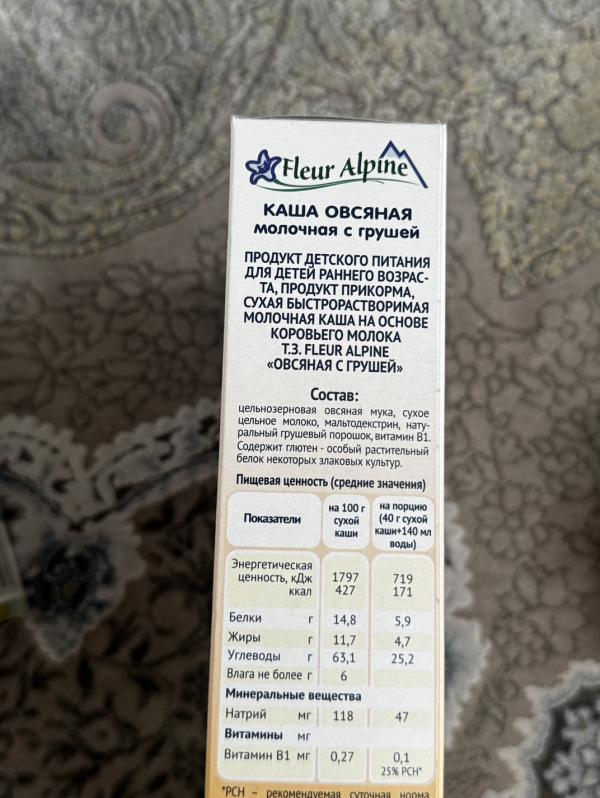 Fleur Alpine
КАША ОВСЯНАЯ
молочная с грушей
ПРОДУКТ ДЕТСКОГО ПИТАНИЯ
ДЛЯ ДЕТЕЙ РАННЕГО ВОЗРАС-
ТА, ПРОДУКТ ПРИКОРМА,
СУХАЯ БЫСТРОРАСТВОРИМАЯ
МОЛОЧНАЯ КАША НА ОСНОВЕ
КОРОВЬЕГО МОЛОКА
Т.З. FLEUR ALPINE
«ОВСЯНАЯ С ГРУШЕЙ»
Состав:
цельнозерновая овсяная мука, сухое
цельное молоко, мальтодекстрин, нату-
ральный грушевый порошок, витамин В1.
Содержит глютен - особый растительный
белок некоторых злаковых культур.
Пищевая ценность (средние значения)
Показатели
на 100 г
сухой
каши
на порцию
(40 г сухой
каши+140 мл
воды)
Энергетическая
ценность, кДж 1797 719
ккал 427 171
Белки г 14,8 5,9
Жиры г 11,7 4,7
Углеводы г 63,1 25,2
Влага не более г 6
Минеральные вещества
Натрий мг 118 47
Витамины мг
Витамин В1 мг 0,27 0,1
25% РСН*
*РСН – рекомендуемая суточная норма